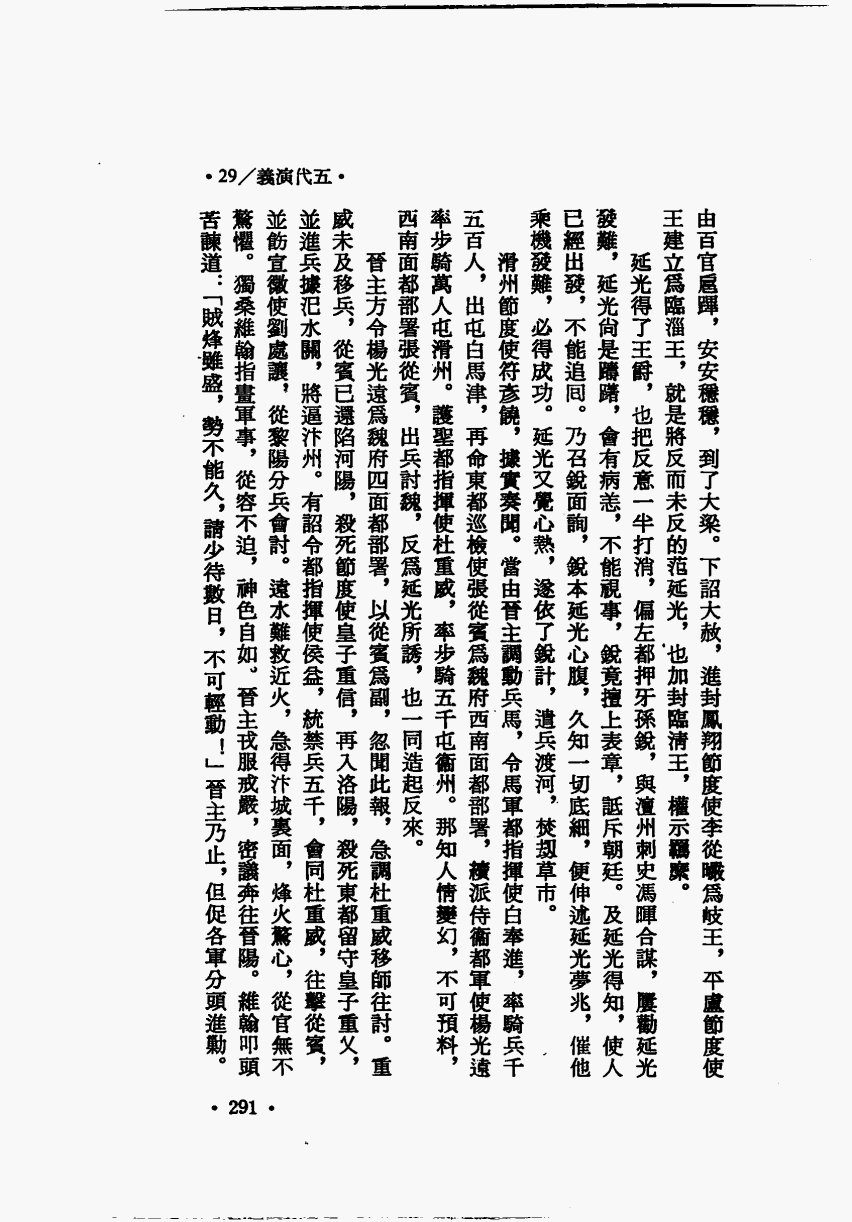 •29／義演代五•
由百官扈蹕，安安穩穩，到了大梁。下詔大赦，進封鳳翔節度使李從曮爲岐王，平盧節度使
王建立爲臨淄王，就是將反而未反的范延光，也加封臨清王，權示羈縻。
延光得了王爵，也把反意一半打消，偏左都押牙孫銳，與澶州刺史馮暉合謀，屢勸延光
發難，延光尙是躊躇，會有病恙，不能視事，銳竟擅上表章，詆斥朝廷。及延光得知，使人
已經出發，不能追囘。乃召銳面詢，銳本延光心腹，久知一切底細，便伸述延光夢兆，催他
乘機發難，必得成功。延光又覺心熱，遂依了銳計，遣兵渡河，焚刼草市。
滑州節度使符彥饒，據實奏聞。當由晉主調動兵馬，令馬軍都指揮使白奉進，率騎兵千
五百人，出屯白馬津，再命東都巡檢使張從賓爲魏府西南面都部署，續派侍衞都軍使楊光遠
率步騎萬人屯滑州。護聖都指揮使杜重威，率步騎五千屯衞州。那知人情變幻，不可預料，
西南面都部署張從賓，出兵討魏，反爲延光所誘，也一同造起反來。
晉主方令楊光遠爲魏府四面都部署，以從賓爲副，忽聞此報，急調杜重威移師往討。重
威未及移兵，從賓已還陷河陽，殺死節度使皇子重信，再入洛陽，殺死東都留守皇子重乂，
並進兵據汜水關，將逼汴州。有詔令都指揮使侯益，統禁兵五千，會同杜重威，往擊從賓，
並飭宣徽使劉處讓，從黎陽分兵會討。遠水難救近火，急得汴城裏面，烽火驚心，從官無不
驚懼。獨桑維翰指畫軍事，從容不迫，神色自如。晉主戎服戒嚴，密議奔往晉陽。維翰叩頭
苦諫道：「賊烽雖盛，勢不能久，請少待數日，不可輕動！」晉主乃止，但促各軍分頭進勦。
•291•